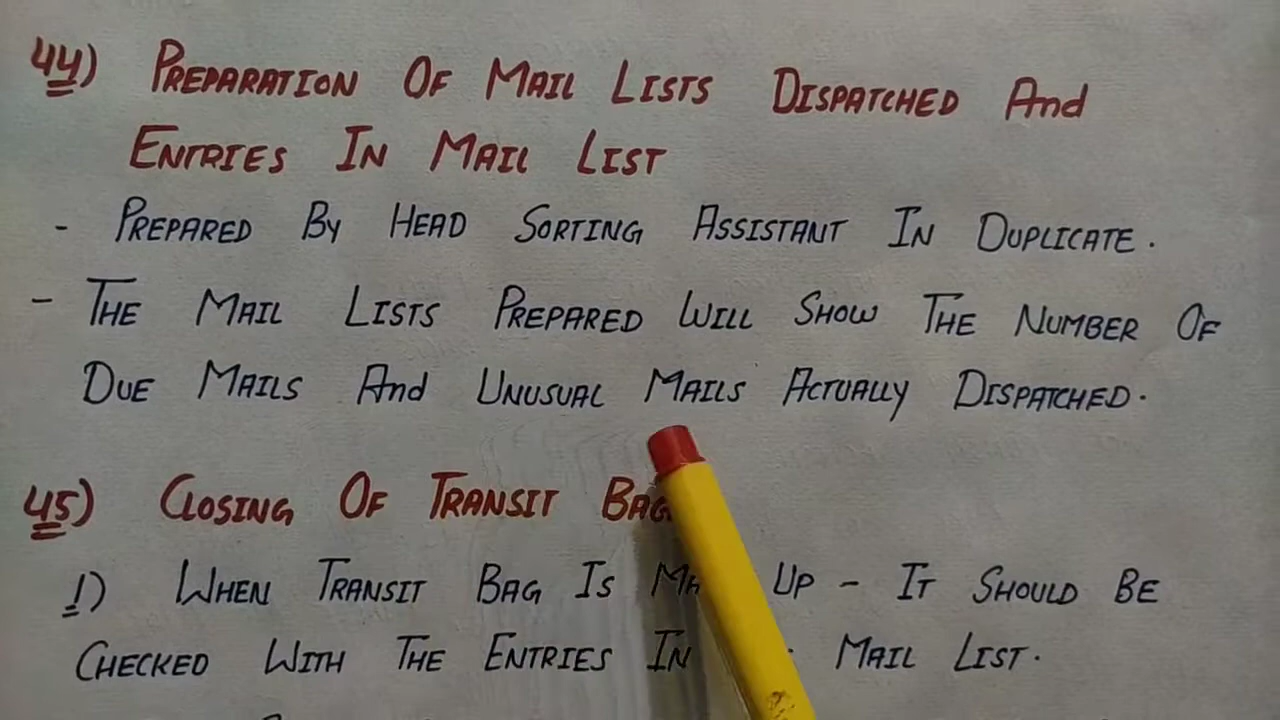 44) PREPARATION OF MAIL LISTS DISPATCHED And
ENTRIES IN MAIL LIST
- PREPARED By HEAD SORTING ASSISTANT IN DUPLICATE.
- THE MAIL LISTS PREPARED WILL SHOW THE NUMBER OF
DUE MAILS And UNUSUAL MAILS ACTUALLY DISPATCHED.
45) CLOSING OF TRANSIT BAG
1) WHEN TRANSIT BAG IS UP - IT SHOULD BE
CHECKED WITH THE ENTRIES IN MAIL LIST.